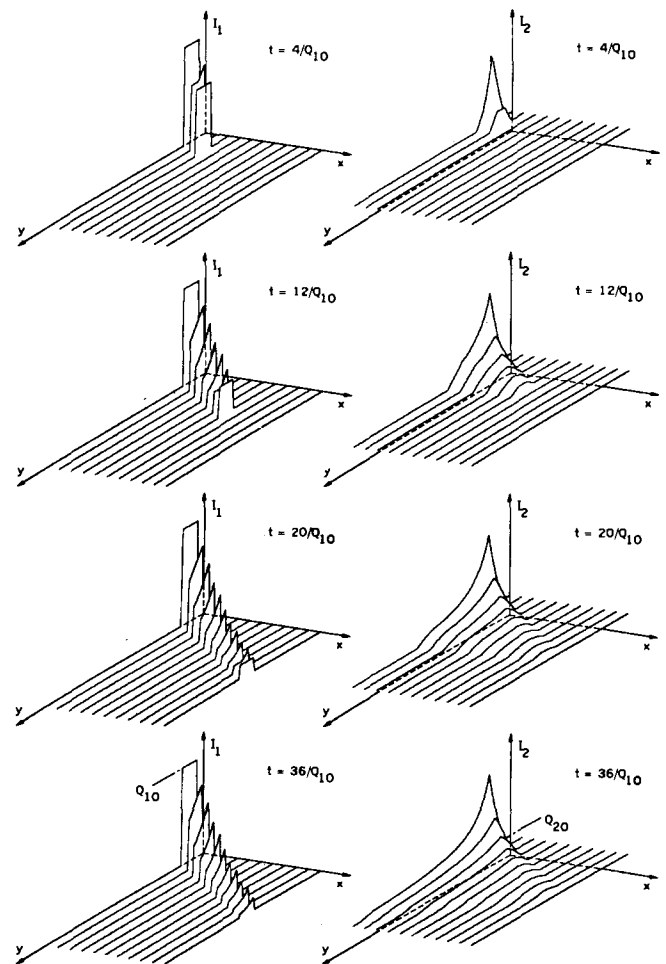 I₁ t = 4/Q₁₀ x y
I₂ t = 4/Q₁₀ x y
I₁ t = 12/Q₁₀ x y
I₂ t = 12/Q₁₀ x y
I₁ t = 20/Q₁₀ x y
I₂ t = 20/Q₁₀ x y
I₁ t = 36/Q₁₀ Q₁₀ x y
I₂ t = 36/Q₁₀ Q₂₀ x y